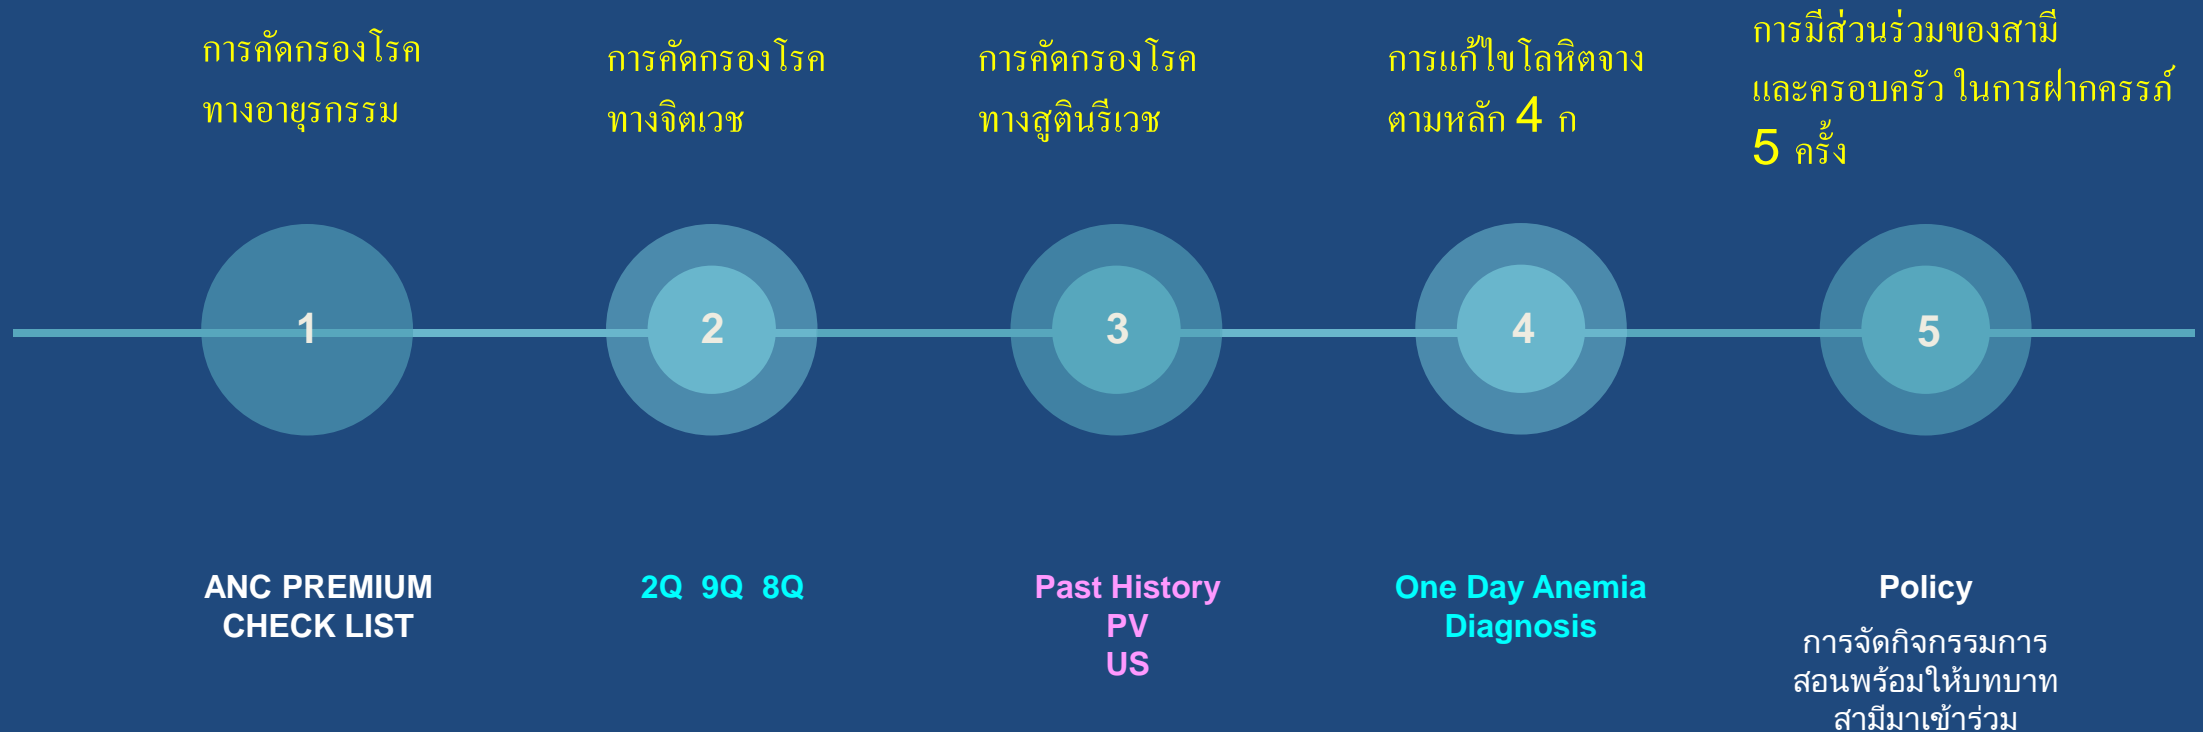 การคัดกรองโรค
ทางอายุรกรรม
การคัดกรองโรค
ทางจิตเวช
การคัดกรองโรค
ทางสูตินรีเวช
การแก้ไขโลหิตจาง
ตามหลัก 4 ก
การมีส่วนร่วมของสามี
และครอบครัว ในการฝากครรภ์
5 ครั้ง
1
2
3
4
5
ANC PREMIUM
CHECK LIST
2Q 9Q 8Q
Past History
PV
US
One Day Anemia
Diagnosis
Policy
การจัดกิจกรรมการ
สอนพร้อมให้บทบาท
สามีมาเข้าร่วม